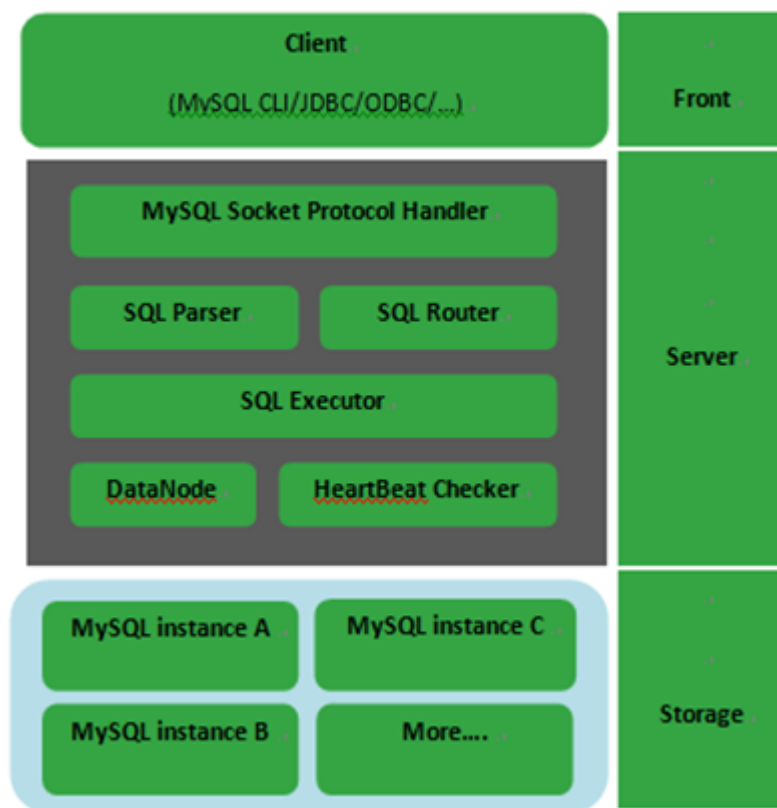 Client
(MySQL CLI/JDBC/ODBC/...)
Front
MySQL Socket Protocol Handler
SQL Parser
SQL Router
SQL Executor
DataNode
HeartBeat Checker
Server
MySQL instance A
MySQL instance C
MySQL instance B
More....
Storage